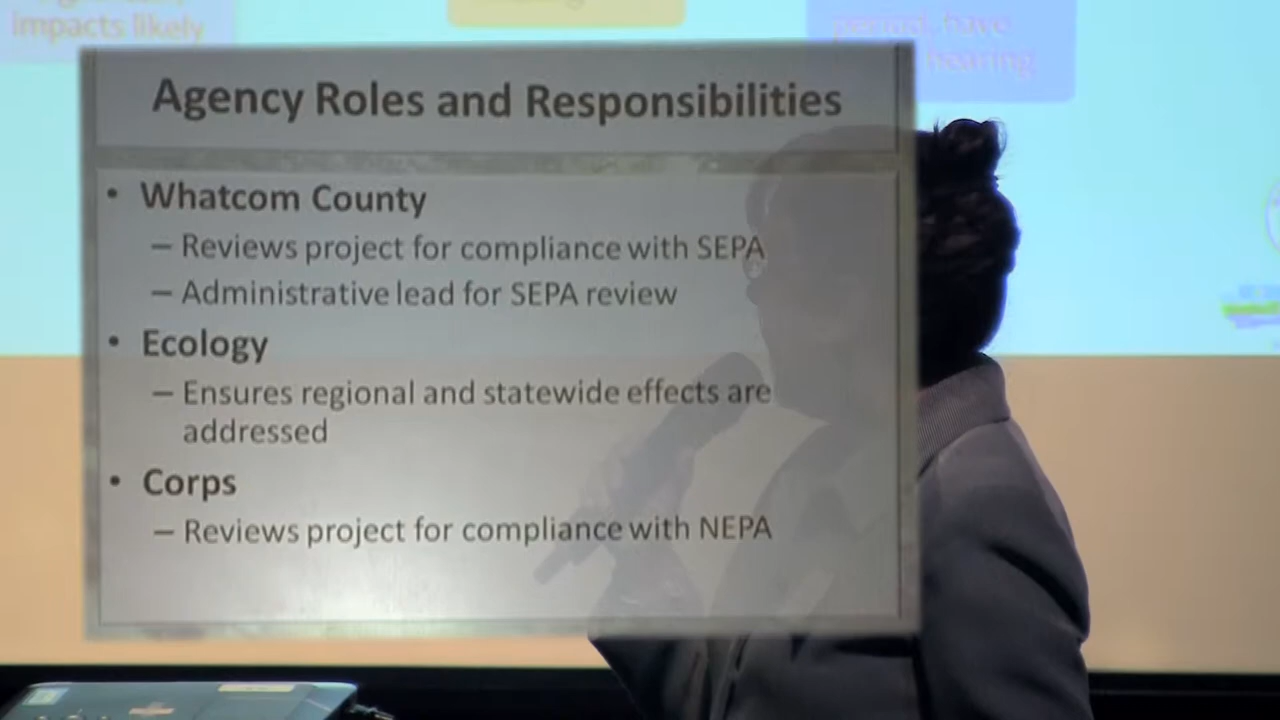 impacts likely
period, have
hearing
Agency Roles and Responsibilities
• Whatcom County
– Reviews project for compliance with SEPA
– Administrative lead for SEPA review
• Ecology
– Ensures regional and statewide effects are
addressed
• Corps
– Reviews project for compliance with NEPA